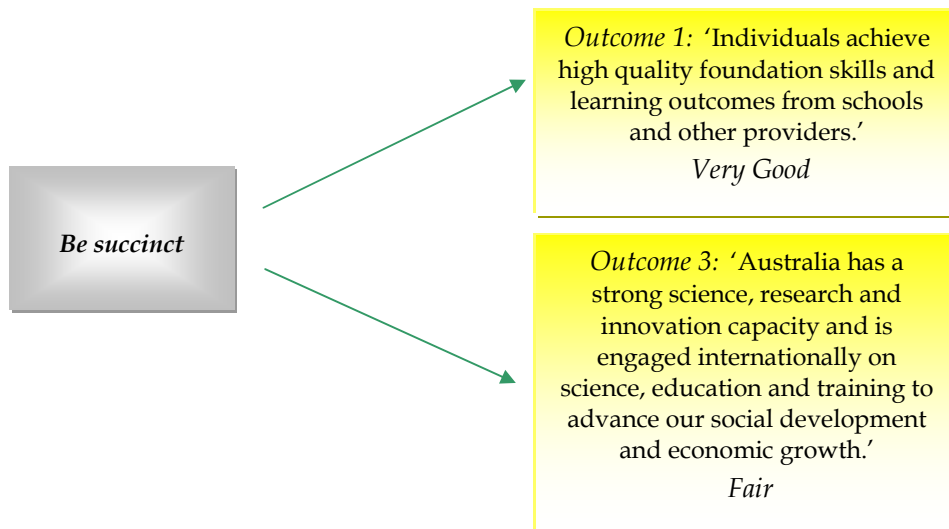 Be succinct
Outcome 1: ‘Individuals achieve
high quality foundation skills and
learning outcomes from schools
and other providers.’
Very Good
Outcome 3: ‘Australia has a
strong science, research and
innovation capacity and is
engaged internationally on
science, education and training to
advance our social development
and economic growth.’
Fair